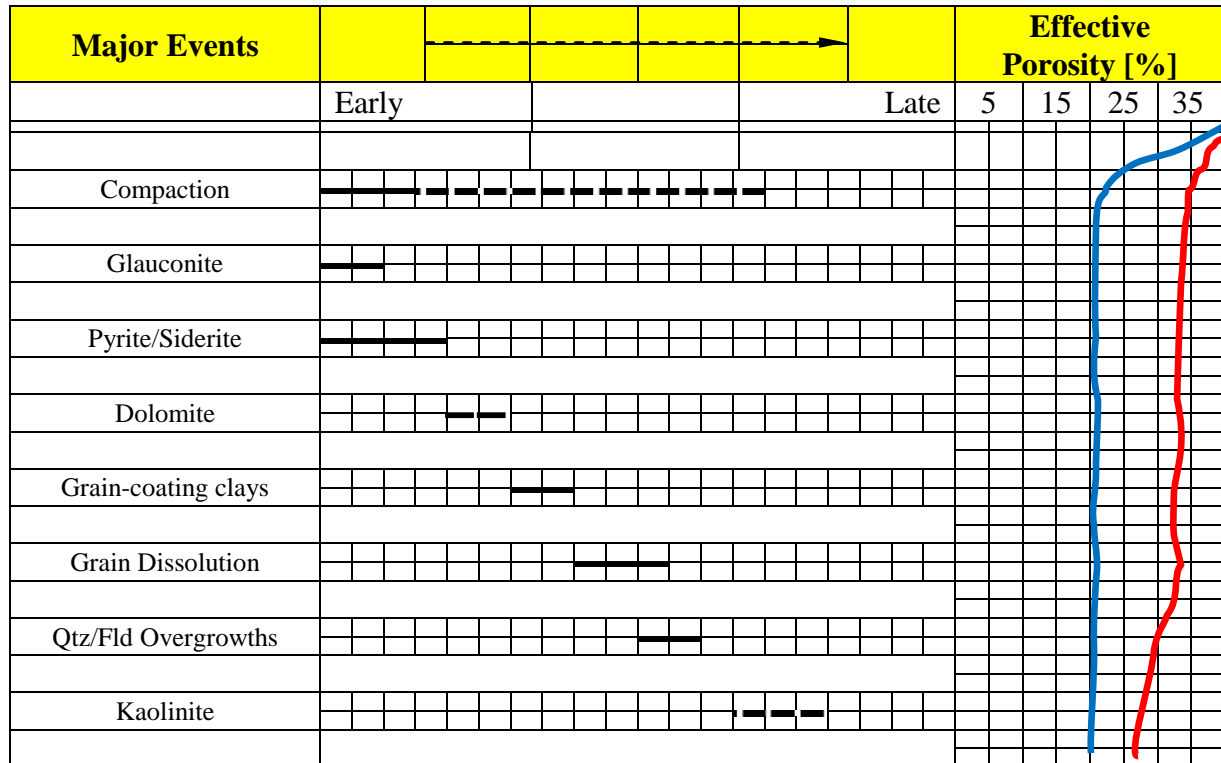 Major Events
Effective
Porosity [%]
Early Late 5 15 25 35
Compaction
Glauconite
Pyrite/Siderite
Dolomite
Grain-coating clays
Grain Dissolution
Qtz/Fld Overgrowths
Kaolinite